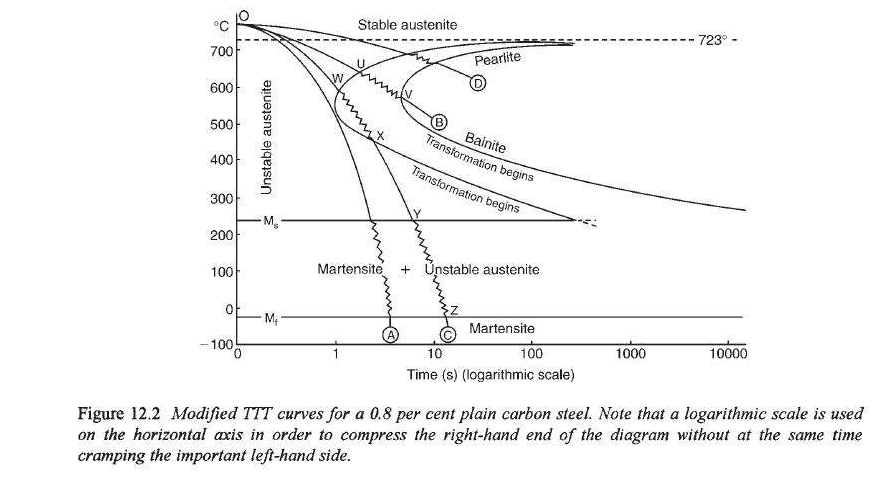 O
°C
Stable austenite
723°
700
Pearlite
U
W
D
600
V
B
500
X
Bainite
Transformation begins
400
Transformation begins
Unstable austenite
300
Y
Ms
200
Martensite + Unstable austenite
100
0
Z
Mf
Martensite
A
C
−100
0 1 10 100 1000 10000
Time (s) (logarithmic scale)
Figure 12.2 Modified TTT curves for a 0.8 per cent plain carbon steel. Note that a logarithmic scale is used
on the horizontal axis in order to compress the right-hand end of the diagram without at the same time
cramping the important left-hand side.